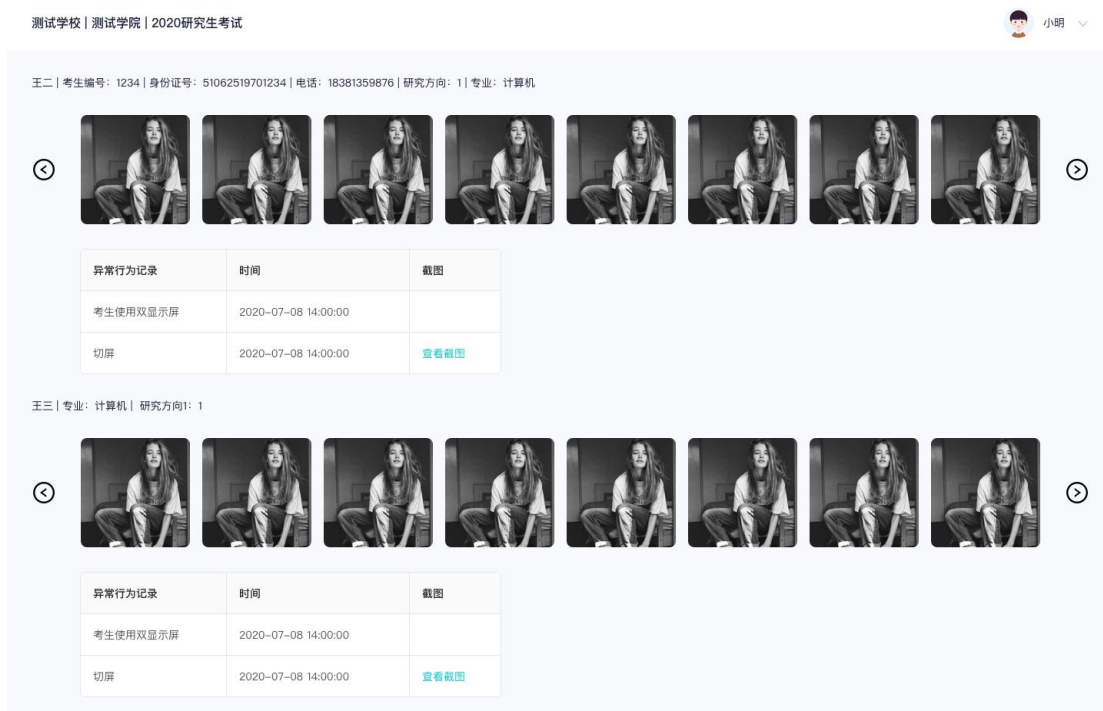 测试学校 | 测试学院 | 2020研究生考试
小明
王二 | 考生编号：1234 | 身份证号：51062519701234 | 电话：18381359876 | 研究方向：1 | 专业：计算机
异常行为记录 时间 截图
考生使用双显示屏 2020-07-08 14:00:00
切屏 2020-07-08 14:00:00 查看截图
王三 | 专业：计算机 | 研究方向1：1
异常行为记录 时间 截图
考生使用双显示屏 2020-07-08 14:00:00
切屏 2020-07-08 14:00:00 查看截图